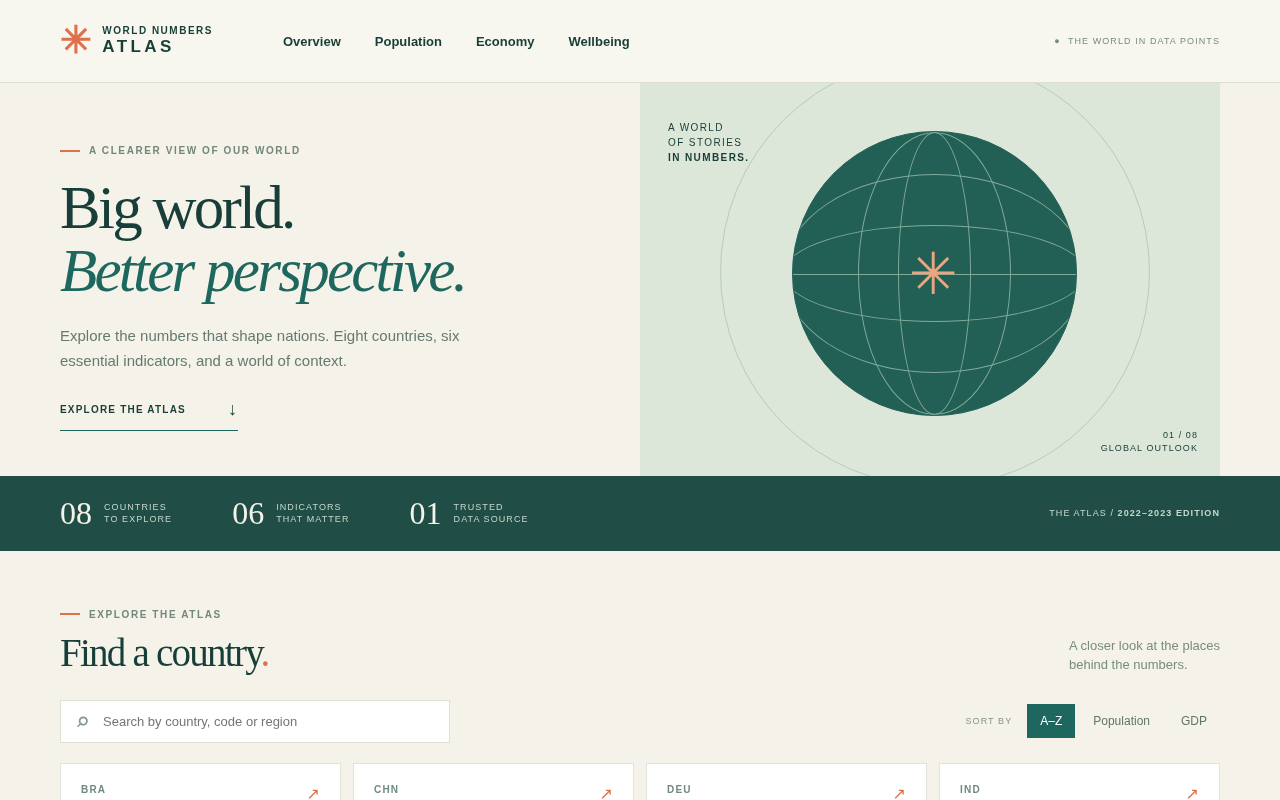 WORLD NUMBERS
ATLAS
Overview
Population
Economy
Wellbeing
THE WORLD IN DATA POINTS
A CLEARER VIEW OF OUR WORLD
Big world.
Better perspective.
Explore the numbers that shape nations. Eight countries, six
essential indicators, and a world of context.
EXPLORE THE ATLAS ↓
A WORLD
OF STORIES
IN NUMBERS.
01 / 08
GLOBAL OUTLOOK
08
COUNTRIES
TO EXPLORE
06
INDICATORS
THAT MATTER
01
TRUSTED
DATA SOURCE
THE ATLAS / 2022–2023 EDITION
EXPLORE THE ATLAS
Find a country.
A closer look at the places
behind the numbers.
Search by country, code or region
SORT BY
A–Z
Population
GDP
BRA ↗
CHN ↗
DEU ↗
IND ↗